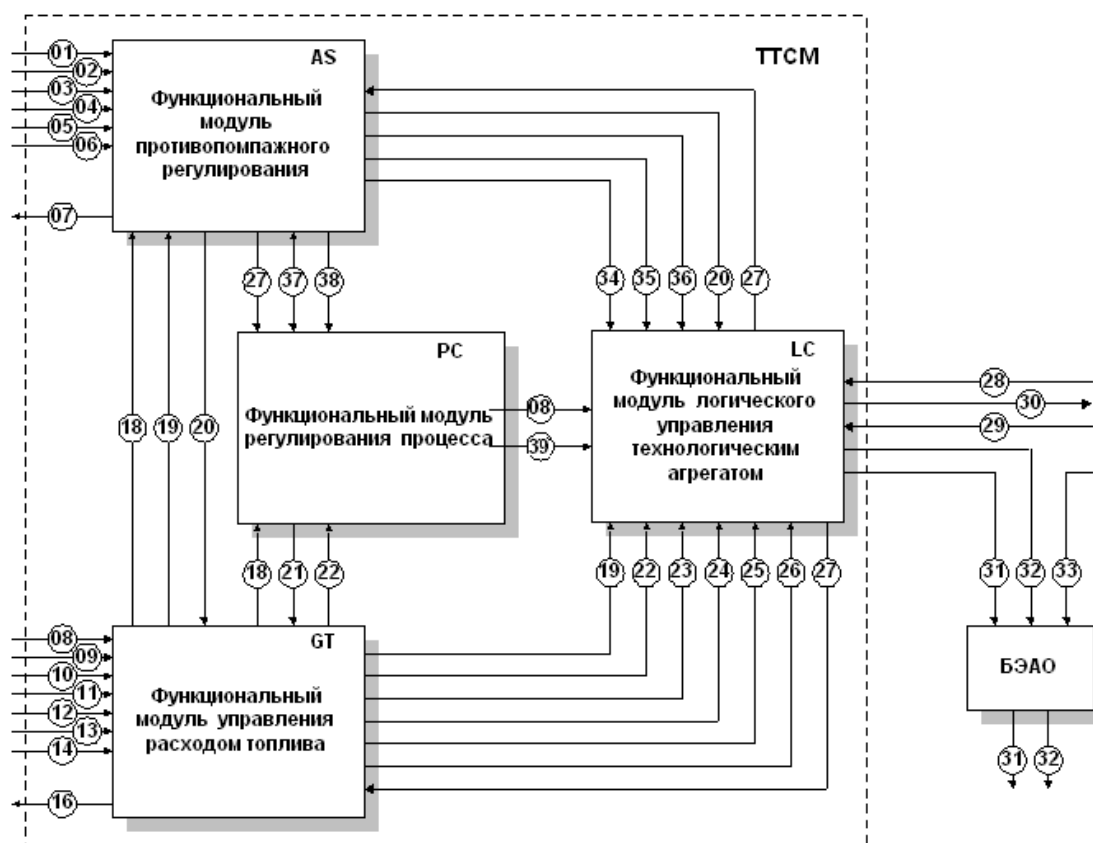 01
AS
TTCM
02
03
04
05
06
Функциональный
модуль
противопомпажного
регулирования
07
27
37
38
34
35
36
20
27
PC
LC
Функциональный модуль
регулирования процесса
08
39
Функциональный
модуль логического
управления
технологическим
агрегатом
28
30
29
18
19
20
18
21
22
19
22
23
24
25
26
27
31
32
33
08
GT
09
10
11
12
13
14
Функциональный
модуль управления
расходом топлива
16
БЭАО
31
32